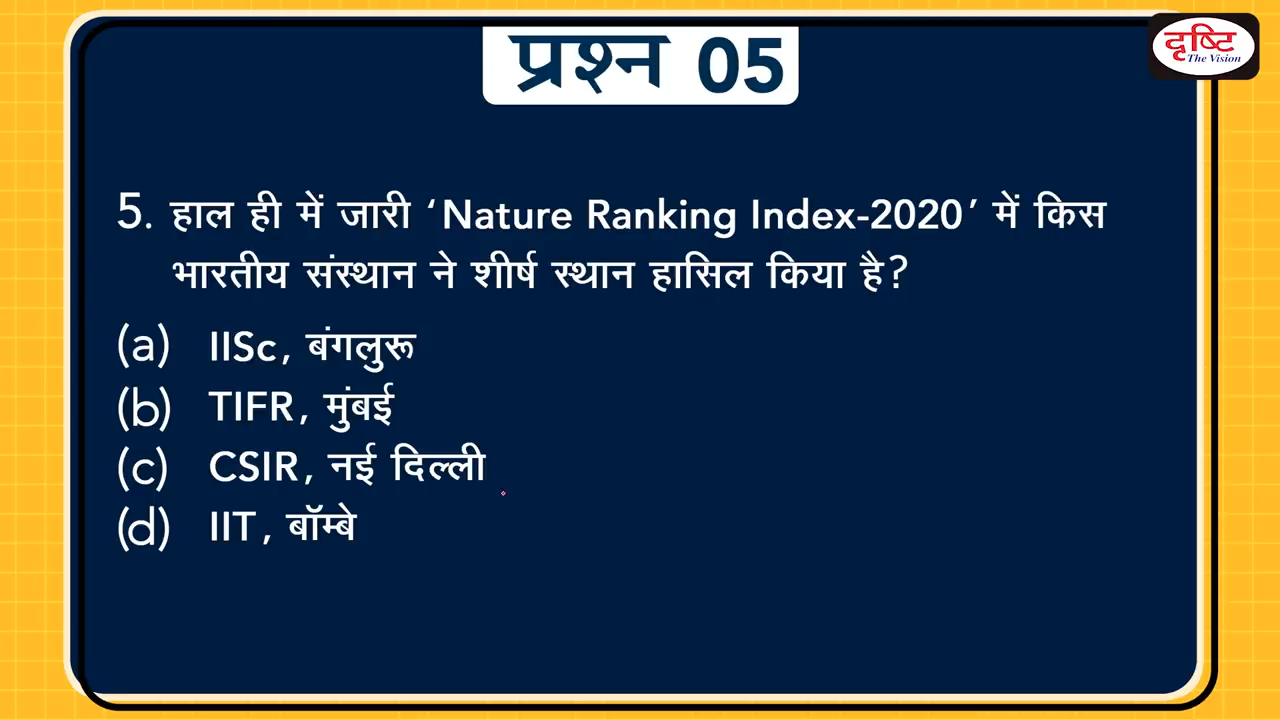 प्रश्न 05
दृष्टि
The Vision
5. हाल ही में जारी ‘Nature Ranking Index-2020’ में किस
भारतीय संस्थान ने शीर्ष स्थान हासिल किया है?
(a) IISc, बंगलुरू
(b) TIFR, मुंबई
(c) CSIR, नई दिल्ली
(d) IIT, बॉम्बे